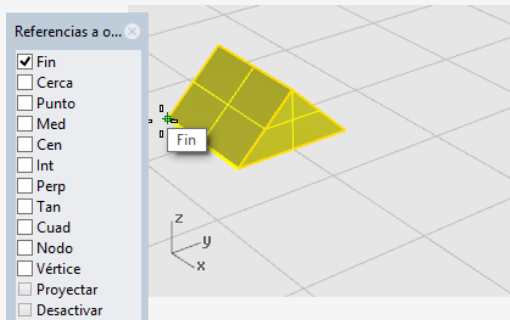 Referencias a o...
Fin
Cerca
Punto
Med
Cen
Int
Perp
Tan
Cuad
Nodo
Vértice
Proyectar
Desactivar
Fin
z
y
x